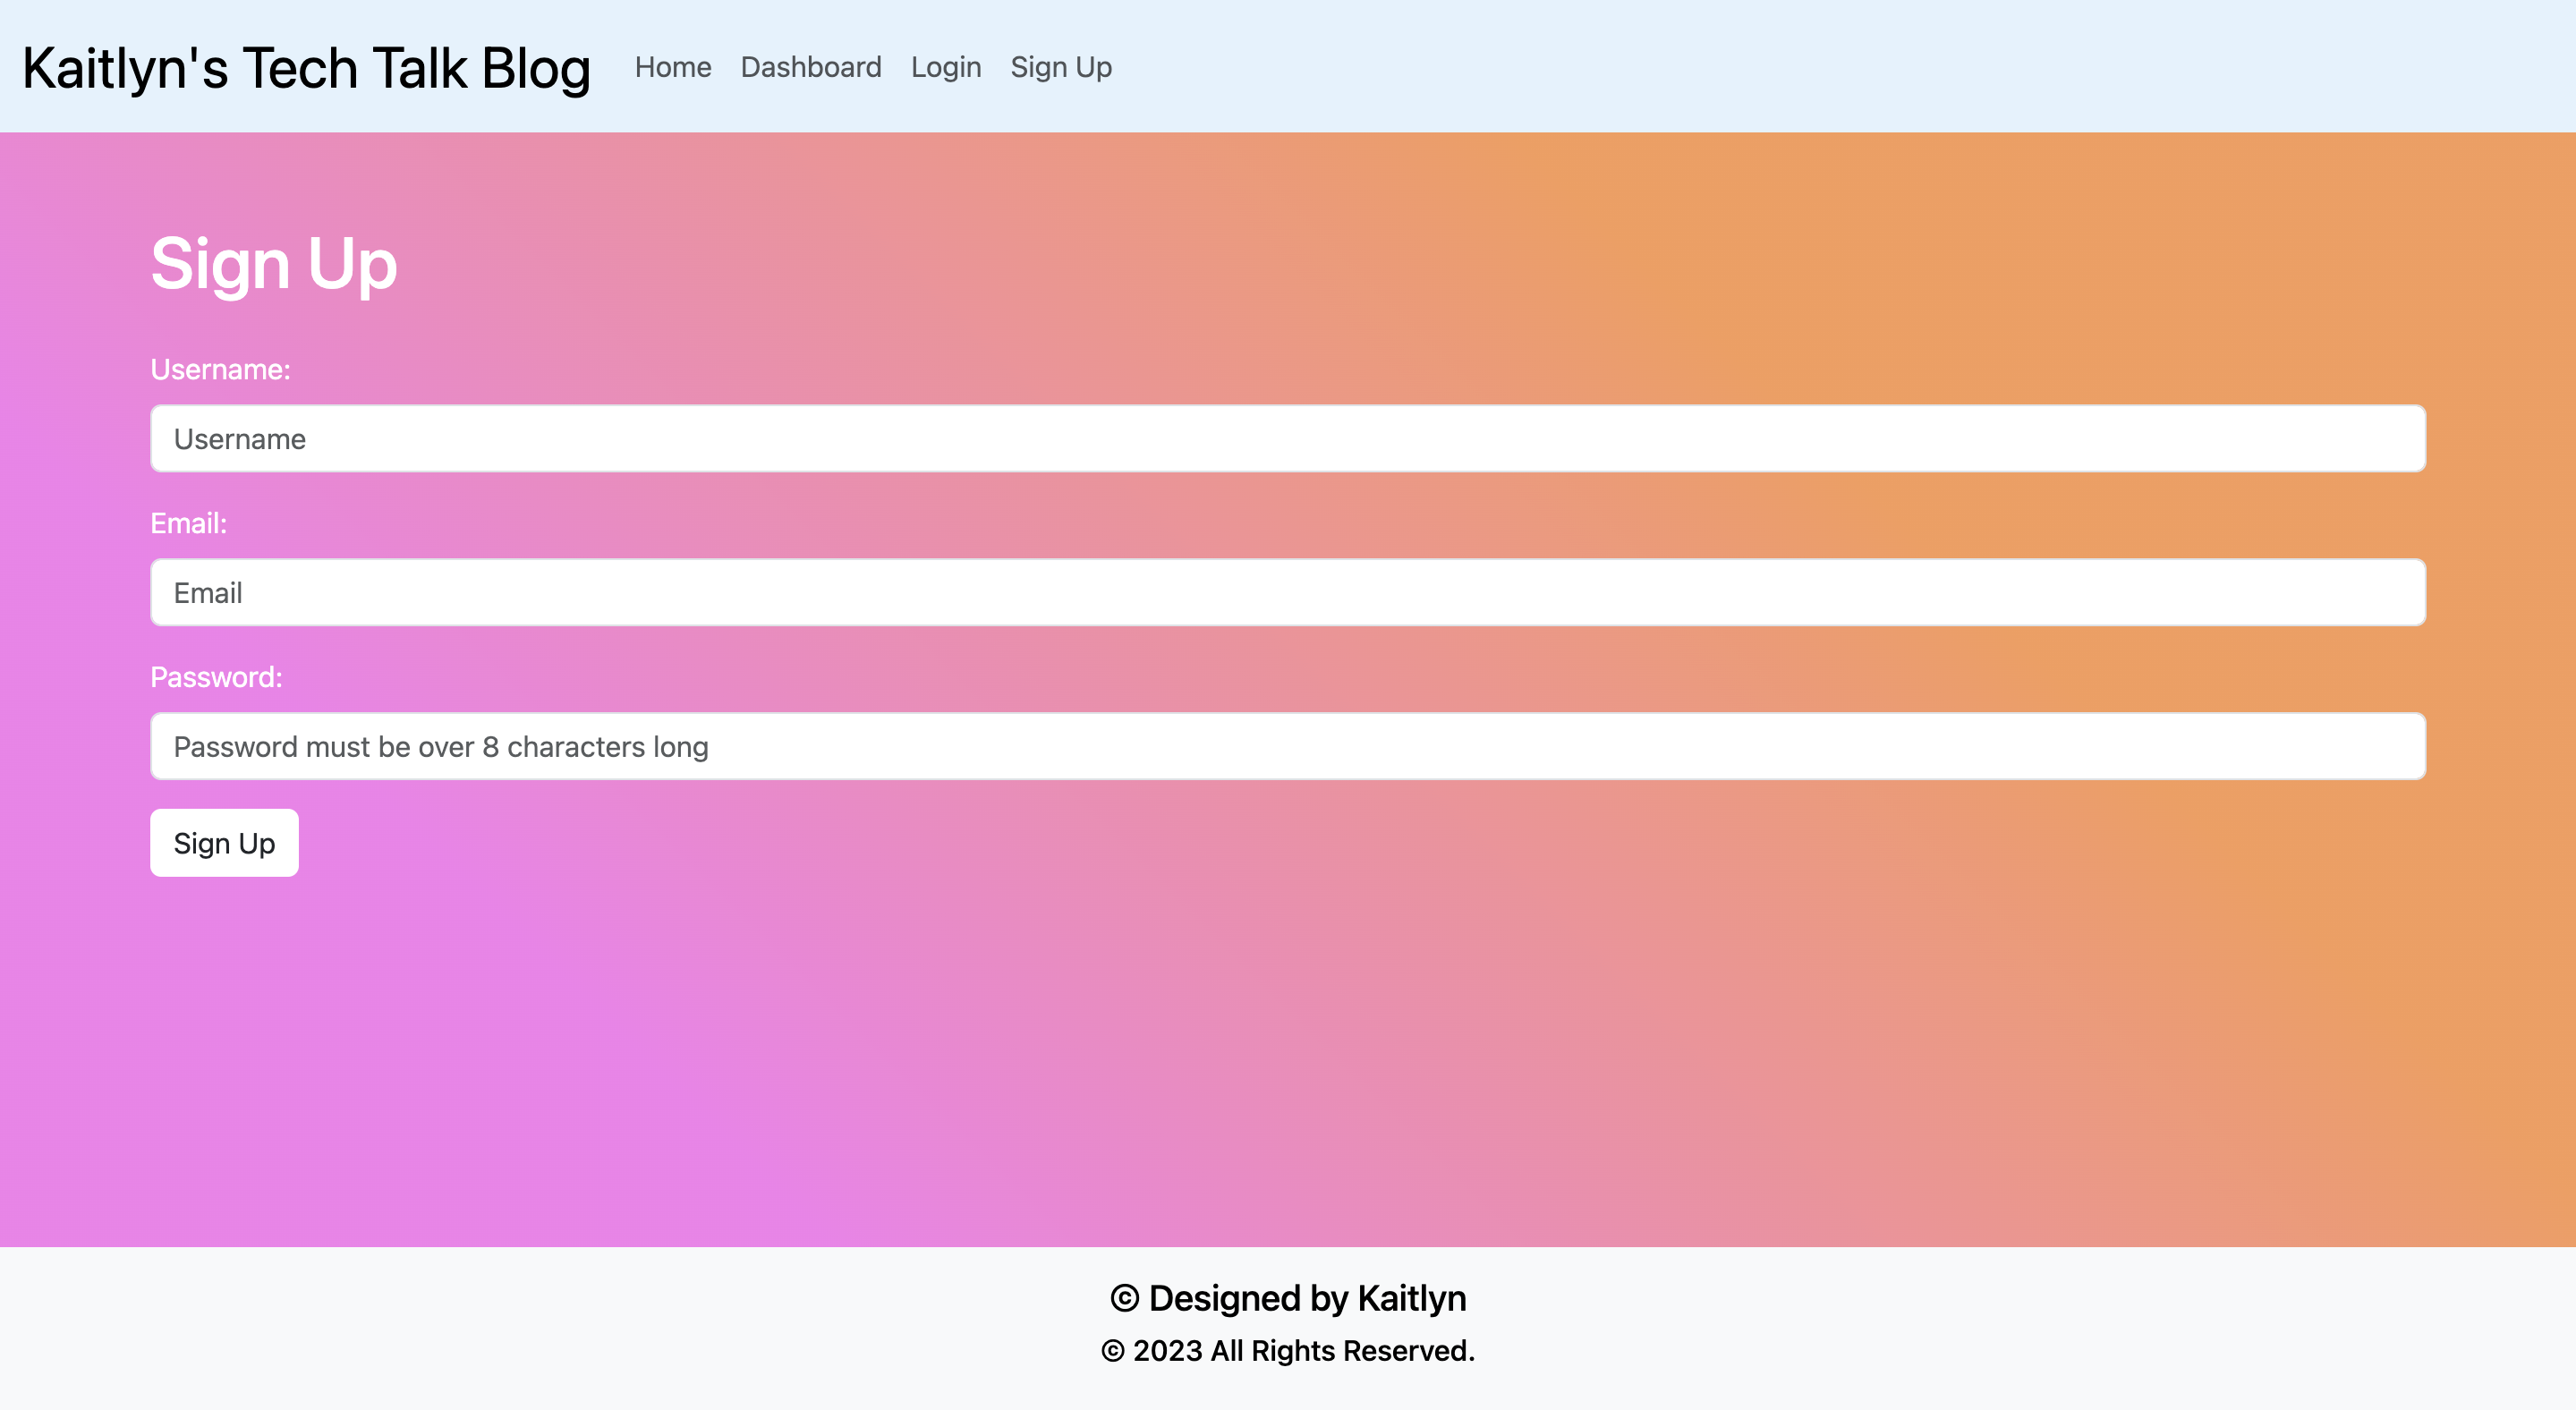 Kaitlyn's Tech Talk Blog Home Dashboard Login Sign Up
Sign Up
Username:
Username
Email:
Email
Password:
Password must be over 8 characters long
Sign Up
© Designed by Kaitlyn
© 2023 All Rights Reserved.